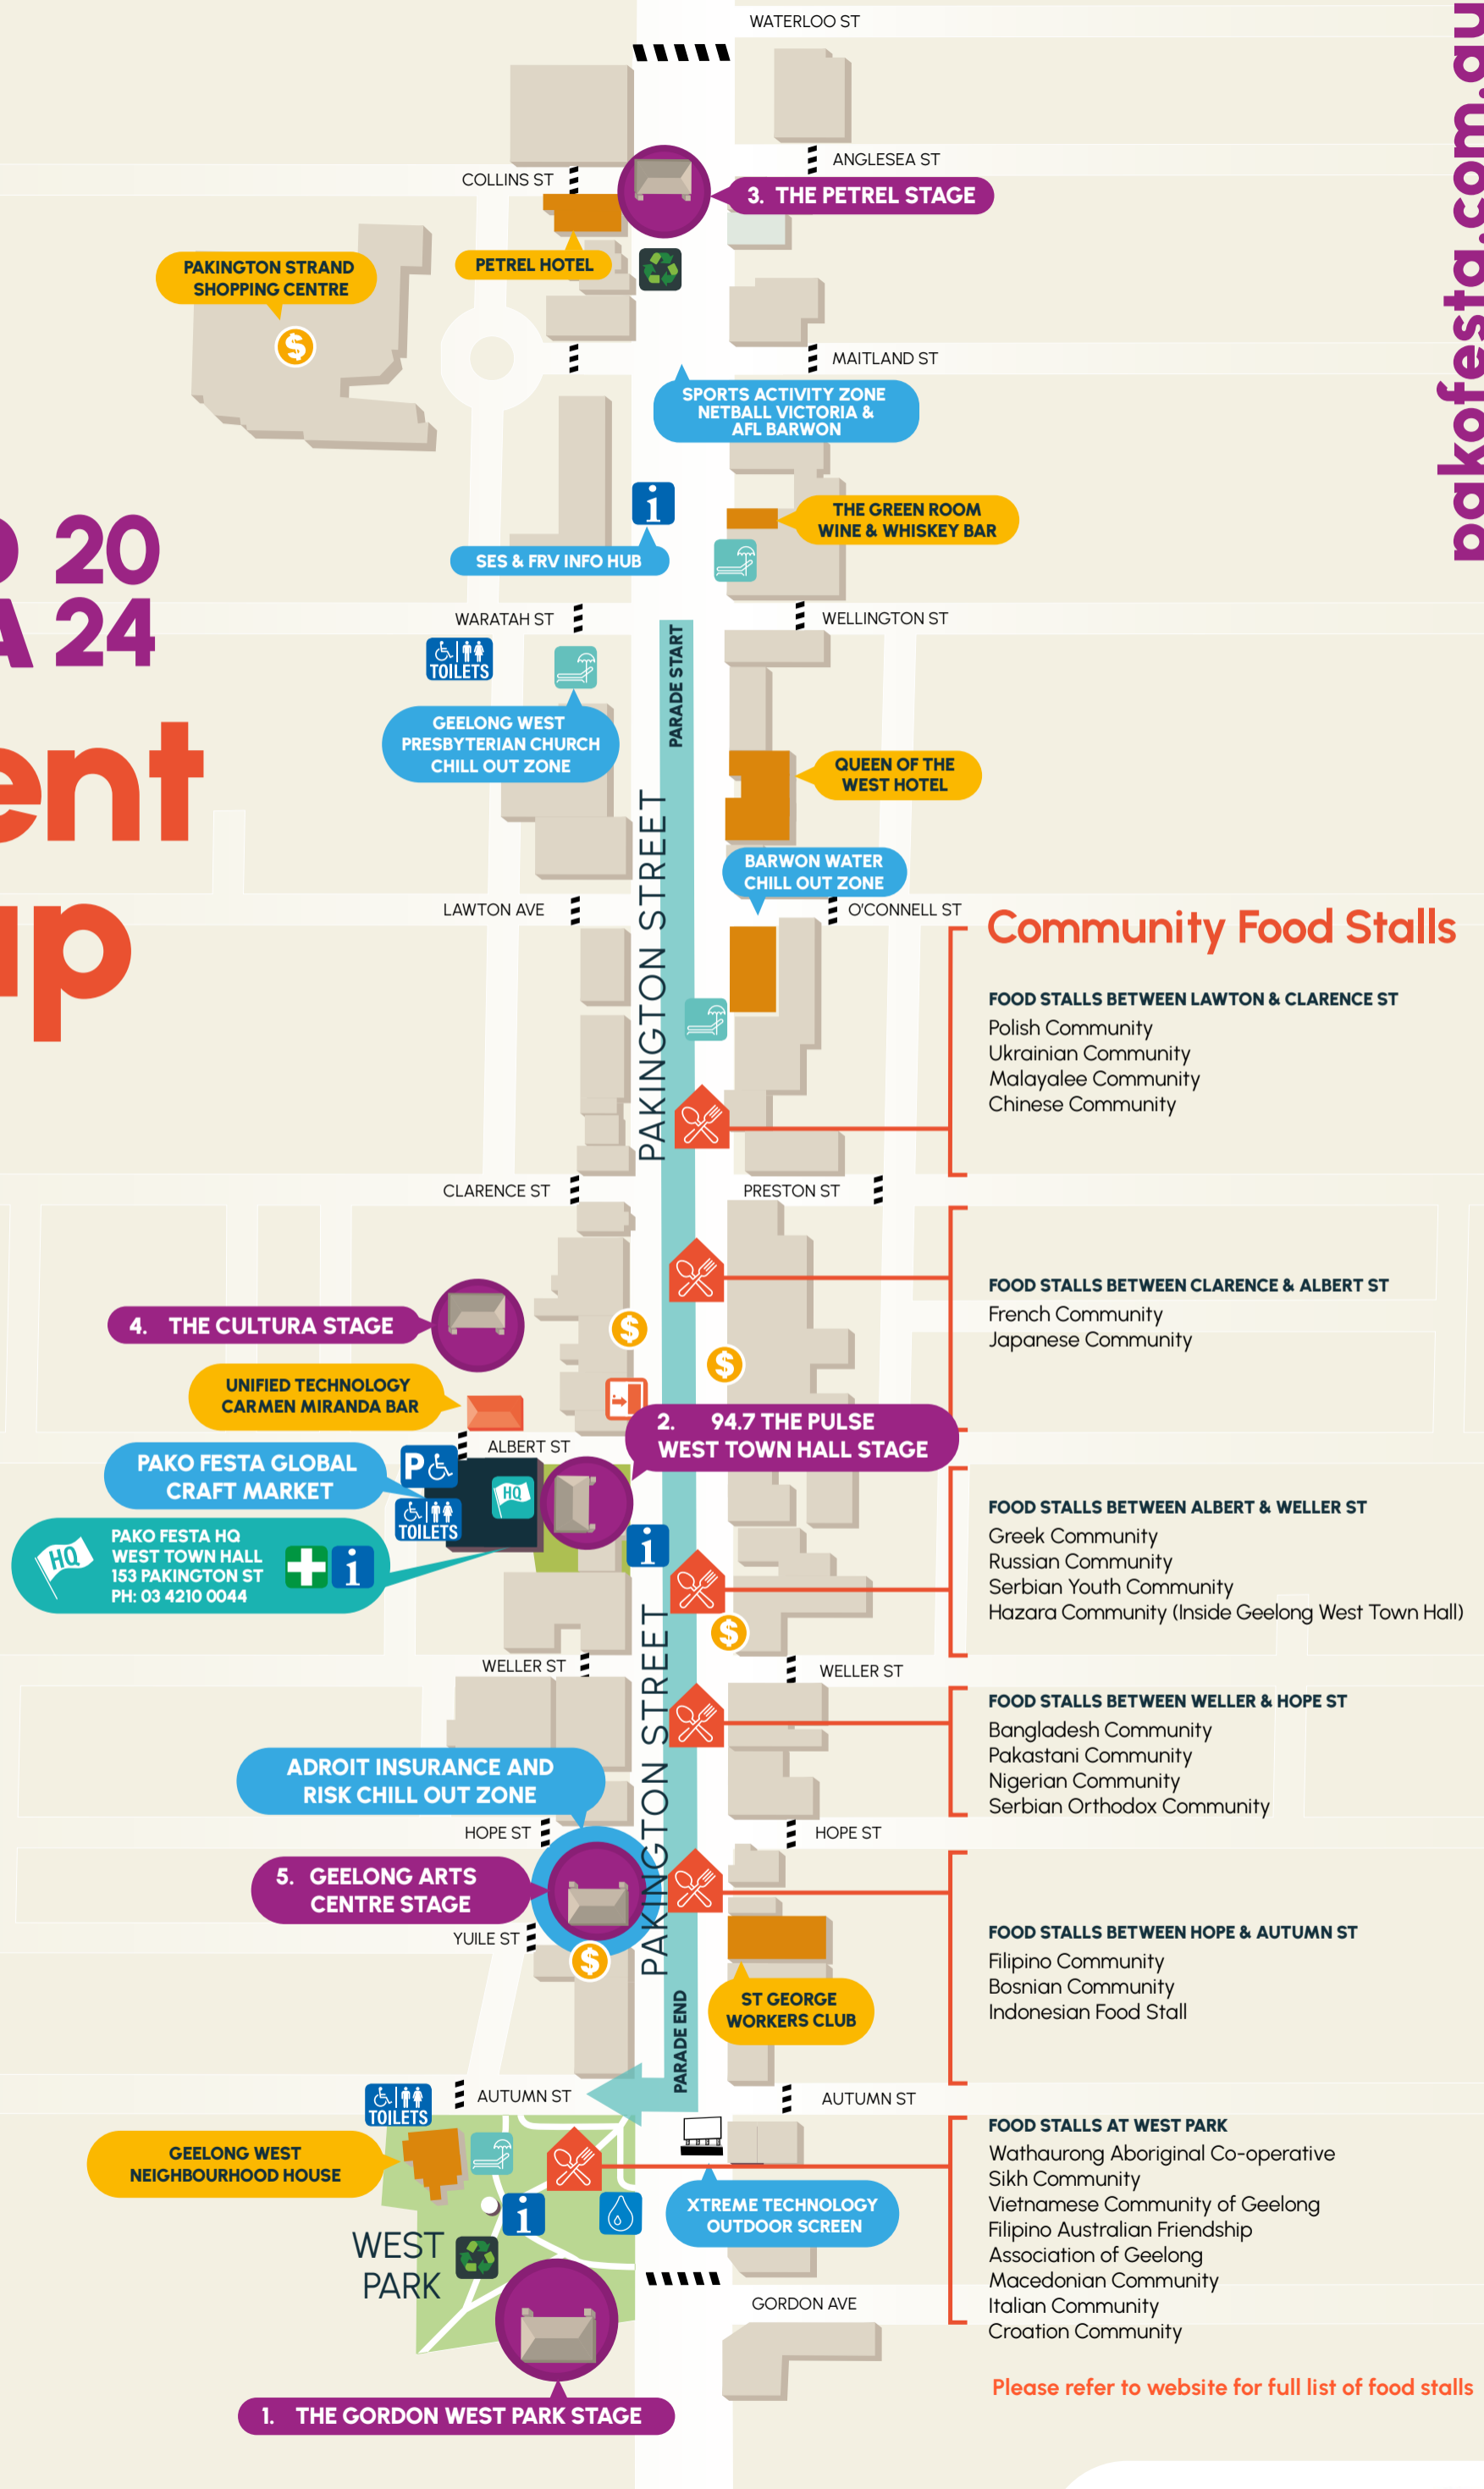 WATERLOO ST
pakofesta.com.au
ANGLESEA ST
COLLINS ST
3. THE PETREL STAGE
PETREL HOTEL
PAKINGTON STRAND
SHOPPING CENTRE
$
MAITLAND ST
SPORTS ACTIVITY ZONE
NETBALL VICTORIA &
AFL BARWON
i
THE GREEN ROOM
WINE & WHISKEY BAR
SES & FRV INFO HUB
20
A 24
ent
up
WARATAH ST
WELLINGTON ST
TOILETS
PARADE START
GEELONG WEST
PRESBYTERIAN CHURCH
CHILL OUT ZONE
QUEEN OF THE
WEST HOTEL
PAKINGTON STREET
BARWON WATER
CHILL OUT ZONE
LAWTON AVE
O'CONNELL ST
Community Food Stalls
FOOD STALLS BETWEEN LAWTON & CLARENCE ST
Polish Community
Ukrainian Community
Malayalee Community
Chinese Community
CLARENCE ST
PRESTON ST
FOOD STALLS BETWEEN CLARENCE & ALBERT ST
French Community
Japanese Community
4. THE CULTURA STAGE
$
$
UNIFIED TECHNOLOGY
CARMEN MIRANDA BAR
2. 94.7 THE PULSE
WEST TOWN HALL STAGE
ALBERT ST
PAKO FESTA GLOBAL
CRAFT MARKET
P
HQ
TOILETS
HQ
PAKO FESTA HQ
WEST TOWN HALL
153 PAKINGTON ST
PH: 03 4210 0044
i
i
FOOD STALLS BETWEEN ALBERT & WELLER ST
Greek Community
Russian Community
Serbian Youth Community
Hazara Community (Inside Geelong West Town Hall)
$
PAKINGTON STREET
WELLER ST
WELLER ST
FOOD STALLS BETWEEN WELLER & HOPE ST
Bangladesh Community
Pakastani Community
Nigerian Community
Serbian Orthodox Community
ADROIT INSURANCE AND
RISK CHILL OUT ZONE
HOPE ST
HOPE ST
PAKINGTON STREET
5. GEELONG ARTS
CENTRE STAGE
YUILE ST
$
FOOD STALLS BETWEEN HOPE & AUTUMN ST
Filipino Community
Bosnian Community
Indonesian Food Stall
ST GEORGE
WORKERS CLUB
PARADE END
TOILETS
AUTUMN ST
AUTUMN ST
GEELONG WEST
NEIGHBOURHOOD HOUSE
i
WEST
PARK
XTREME TECHNOLOGY
OUTDOOR SCREEN
FOOD STALLS AT WEST PARK
Wathaurong Aboriginal Co-operative
Sikh Community
Vietnamese Community of Geelong
Filipino Australian Friendship
Association of Geelong
Macedonian Community
Italian Community
Croation Community
GORDON AVE
Please refer to website for full list of food stalls
1. THE GORDON WEST PARK STAGE